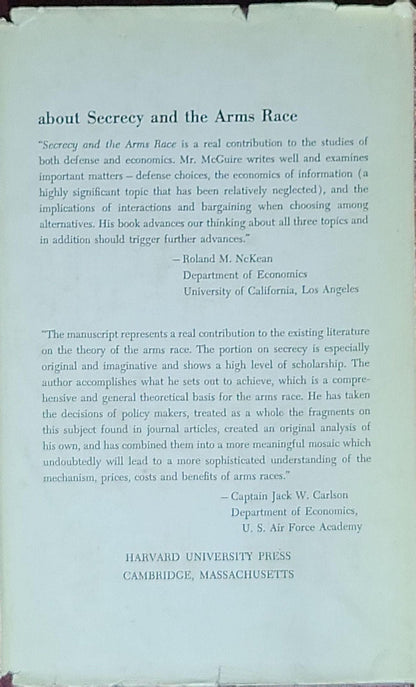 about Secrecy and the Arms Race
"Secrecy and the Arms Race is a real contribution to the studies of
both defense and economics. Mr. McGuire writes well and examines
important matters – defense choices, the economics of information (a
highly significant topic that has been relatively neglected), and the
implications of interactions and bargaining when choosing among
alternatives. His book advances our thinking about all three topics and
in addition should trigger further advances."
– Roland M. NcKean
Department of Economics
University of California, Los Angeles
"The manuscript represents a real contribution to the existing literature
on the theory of the arms race. The portion on secrecy is especially
original and imaginative and shows a high level of scholarship. The
author accomplishes what he sets out to achieve, which is a compre-
hensive and general theoretical basis for the arms race. He has taken
the decisions of policy makers, treated as a whole the fragments on
this subject found in journal articles, created an original analysis of
his own, and has combined them into a more meaningful mosaic which
undoubtedly will lead to a more sophisticated understanding of the
mechanism, prices, costs and benefits of arms races."
– Captain Jack W. Carlson
Department of Economics,
U. S. Air Force Academy
HARVARD UNIVERSITY PRESS
CAMBRIDGE, MASSACHUSETTS